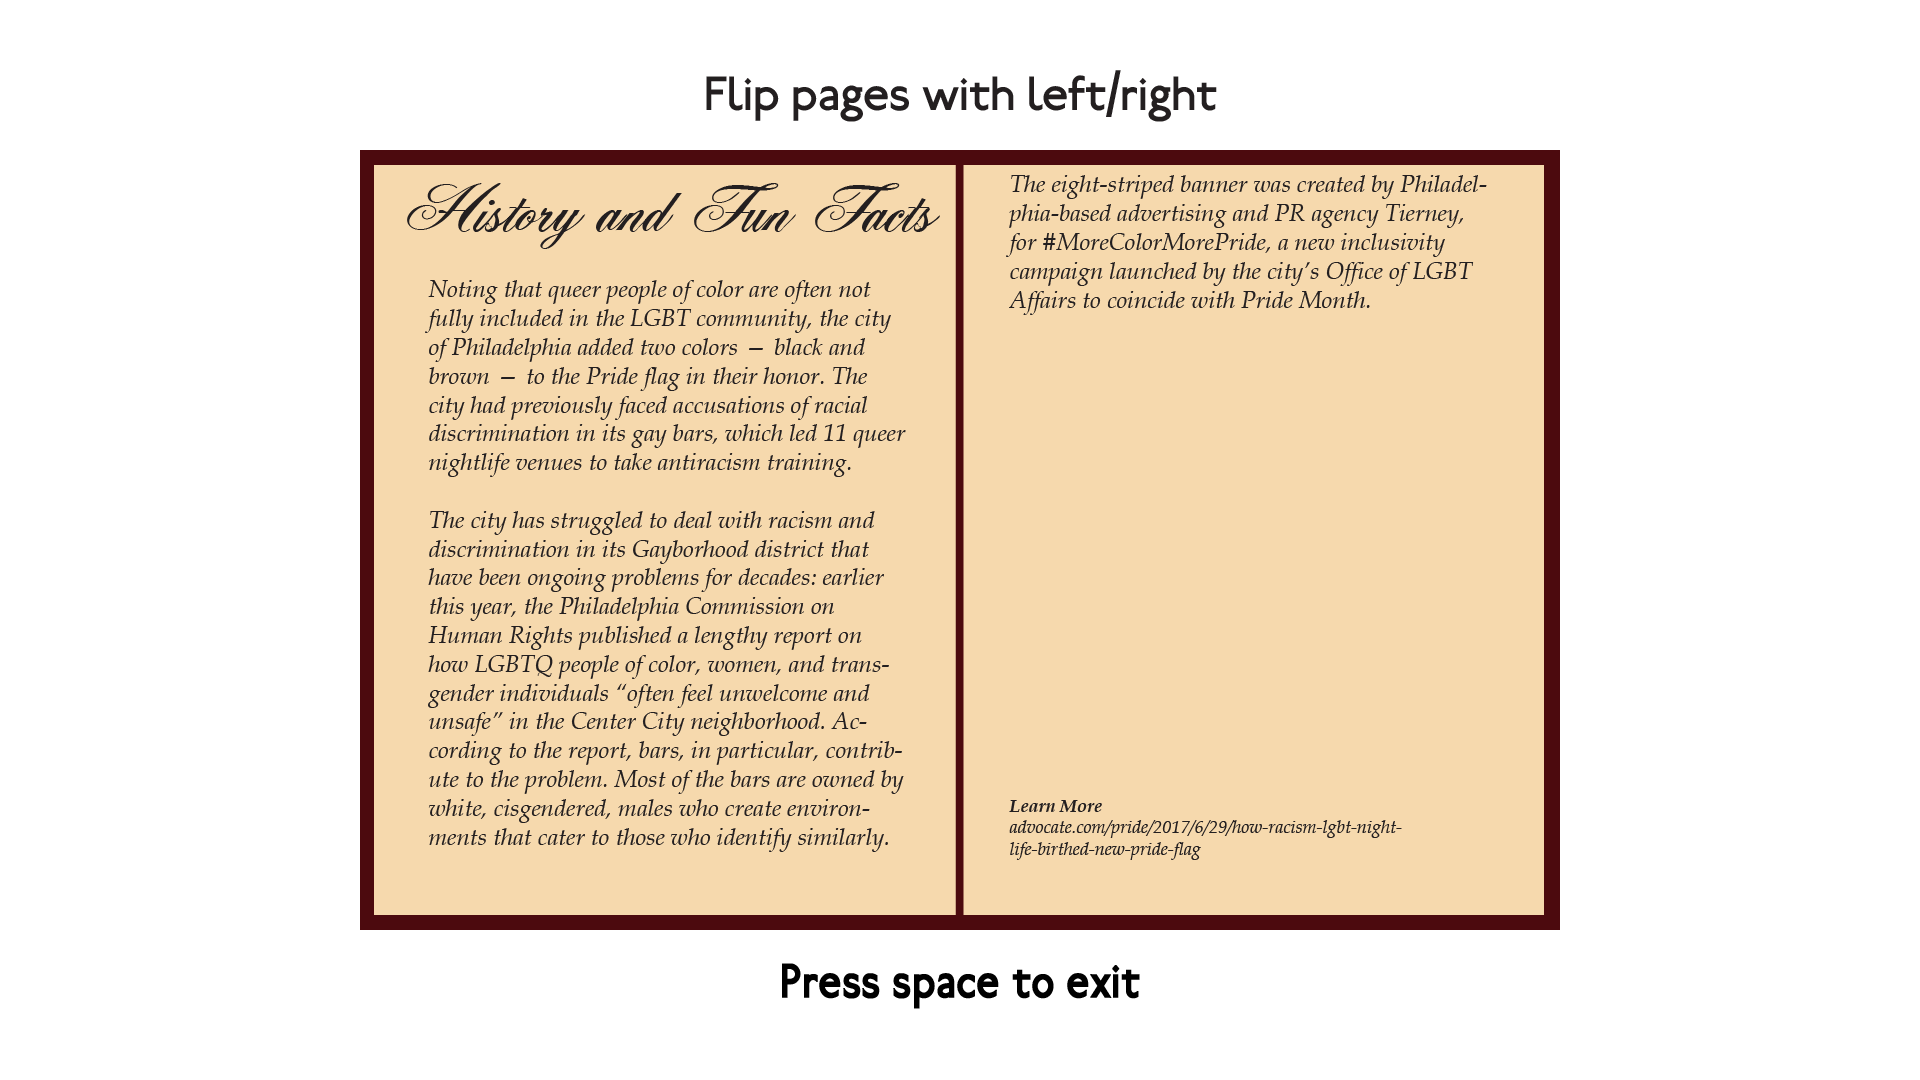 Flip pages with left/right
History and Fun Facts
Noting that queer people of color are often not
fully included in the LGBT community, the city
of Philadelphia added two colors — black and
brown — to the Pride flag in their honor. The
city had previously faced accusations of racial
discrimination in its gay bars, which led 11 queer
nightlife venues to take antiracism training.
The city has struggled to deal with racism and
discrimination in its Gayborhood district that
have been ongoing problems for decades: earlier
this year, the Philadelphia Commission on
Human Rights published a lengthy report on
how LGBTQ people of color, women, and trans-
gender individuals “often feel unwelcome and
unsafe” in the Center City neighborhood. Ac-
cording to the report, bars, in particular, contrib-
ute to the problem. Most of the bars are owned by
white, cisgendered, males who create environ-
ments that cater to those who identify similarly.
The eight-striped banner was created by Philadel-
phia-based advertising and PR agency Tierney,
for #MoreColorMorePride, a new inclusivity
campaign launched by the city’s Office of LGBT
Affairs to coincide with Pride Month.
Learn More
advocate.com/pride/2017/6/29/how-racism-lgbt-night-
life-birthed-new-pride-flag
Press space to exit